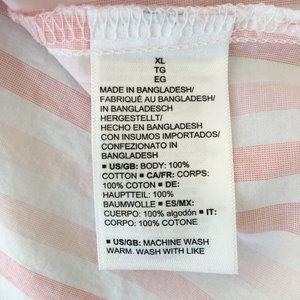 XL
TG
EG
MADE IN BANGLADESH/
FABRIQUÉ AU BANGLADESH/
IN BANGLADESCH
HERGESTELLT/
HECHO EN BANGLADESH
CON INSUMOS IMPORTADOS/
CONFEZIONATO IN
BANGLADESH
■ US/GB: BODY: 100%
COTTON ■ CA/FR: CORPS:
100% COTON ■ DE:
HAUPTTEIL: 100%
BAUMWOLLE ■ ES/MX:
CUERPO: 100% algodón ■ IT:
CORPO: 100% COTONE
■ US/GB: MACHINE WASH
WARM. WASH WITH LIKE